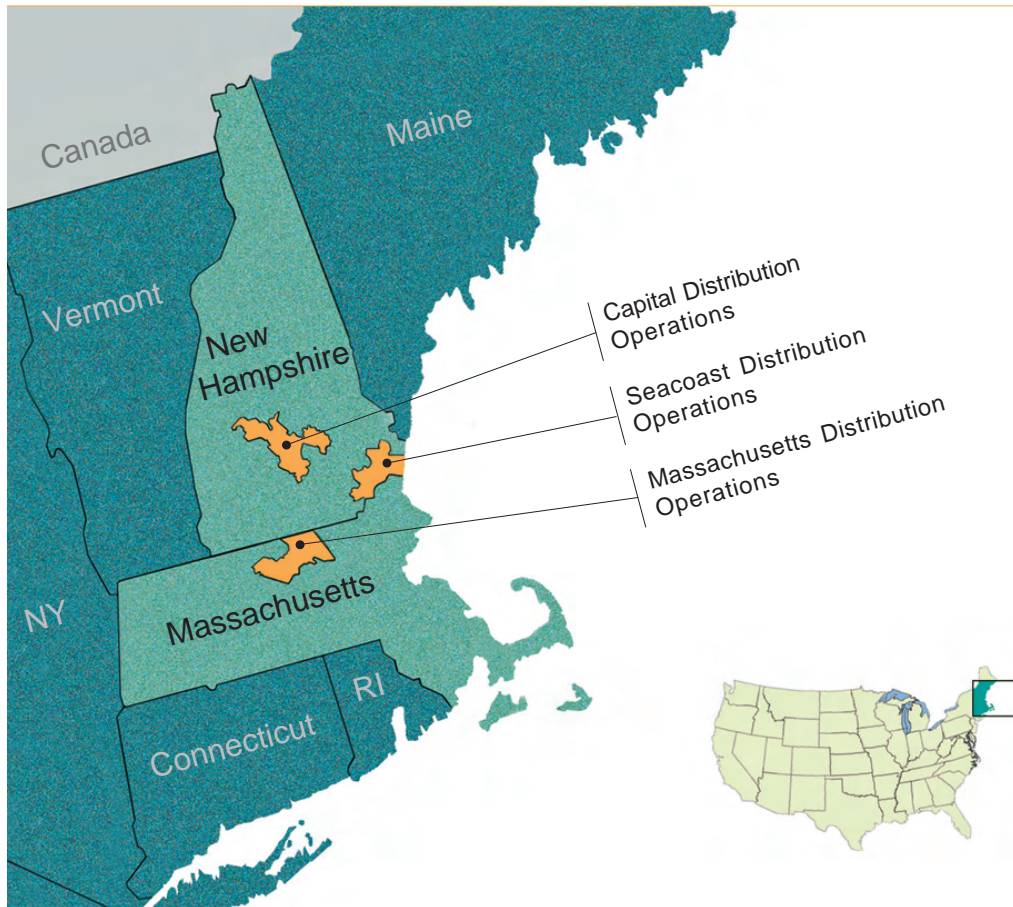 Canada
Maine
Vermont
New
Hampshire
Capital Distribution
Operations
Seacoast Distribution
Operations
Massachusetts Distribution
Operations
NY
Massachusetts
RI
Connecticut